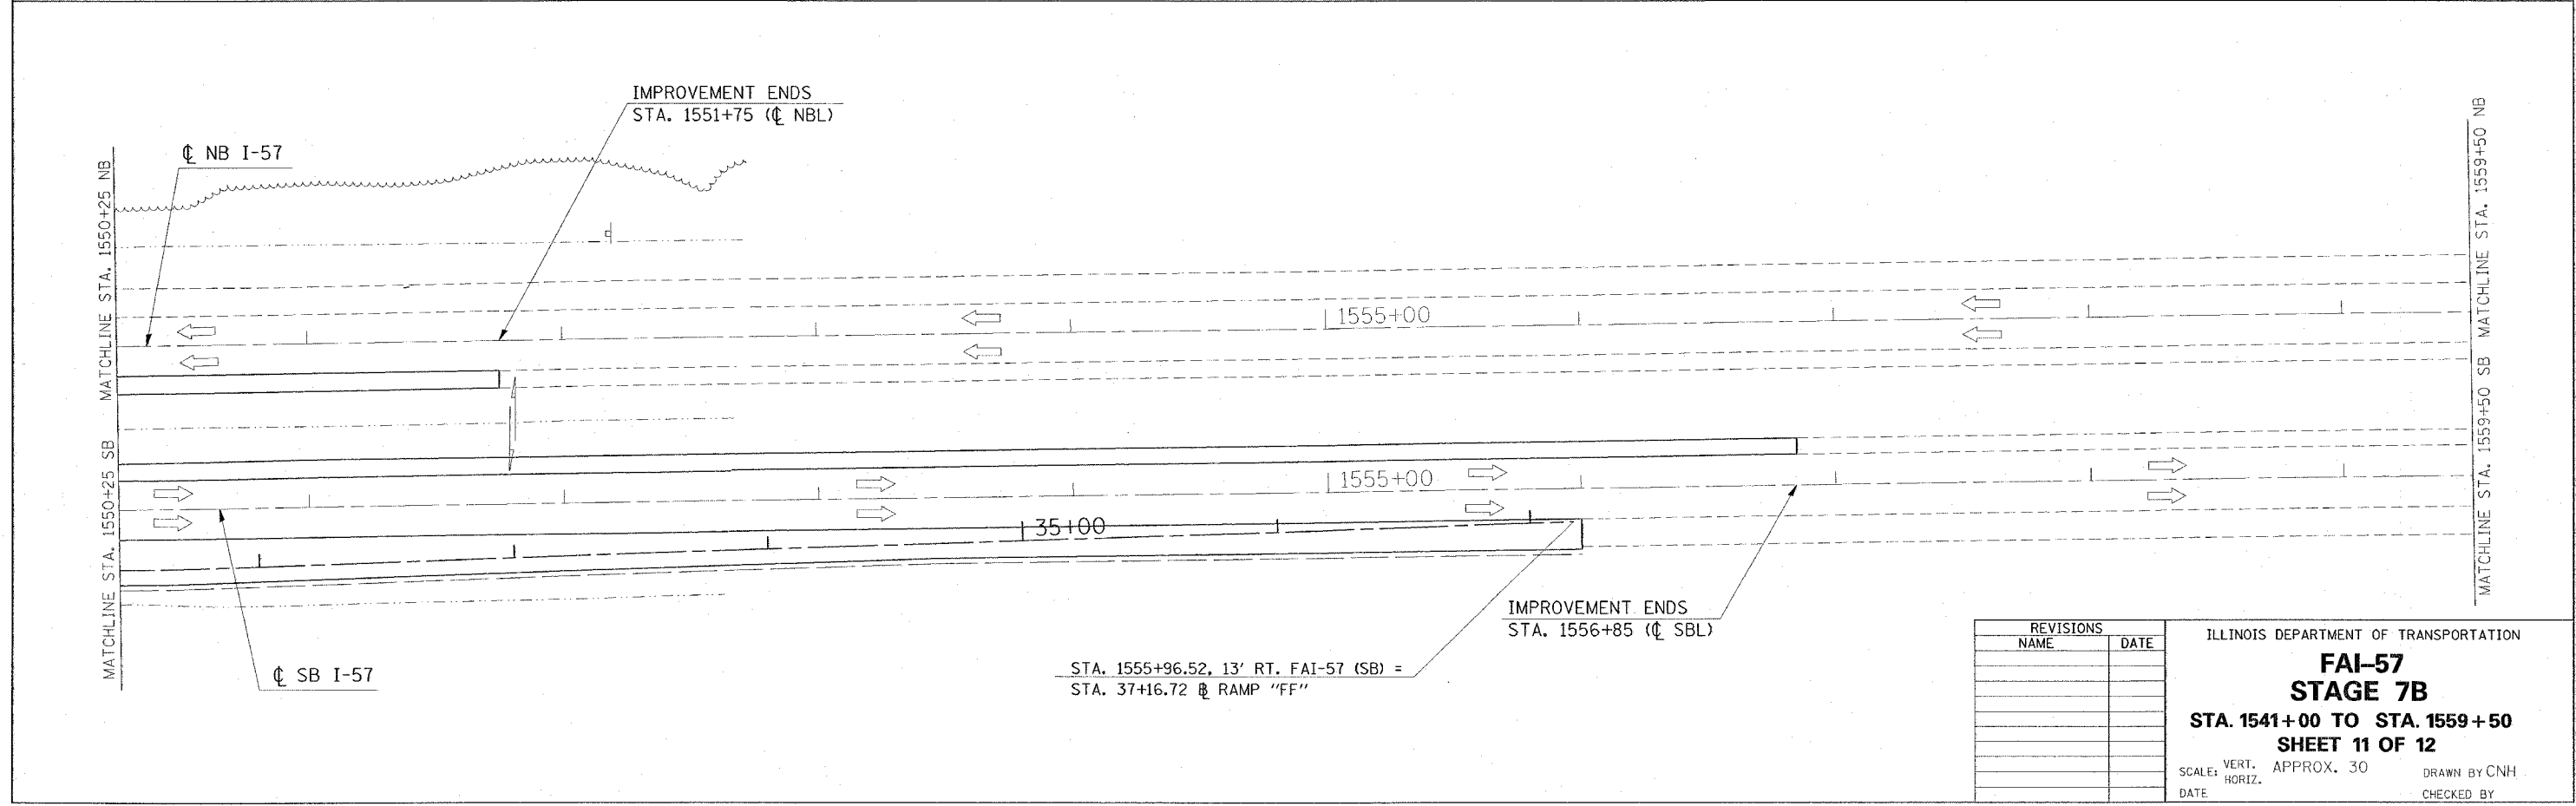 IMPROVEMENT ENDS
STA. 1551+75 (℄ NBL)
℄ NB I-57
MATCHLINE STA. 1550+25 NB
MATCHLINE STA. 1550+25 SB
MATCHLINE STA. 1559+50 NB
MATCHLINE STA. 1559+50 SB
1555+00
1555+00
35+00
℄ SB I-57
IMPROVEMENT ENDS
STA. 1556+85 (℄ SBL)
STA. 1555+96.52, 13' RT. FAI-57 (SB) =
STA. 37+16.72 ⅊ RAMP "FF"
REVISIONS
NAME DATE
ILLINOIS DEPARTMENT OF TRANSPORTATION
FAI-57
STAGE 7B
STA. 1541+00 TO STA. 1559+50
SHEET 11 OF 12
SCALE: VERT. HORIZ. APPROX. 30
DRAWN BY CNH
DATE
CHECKED BY